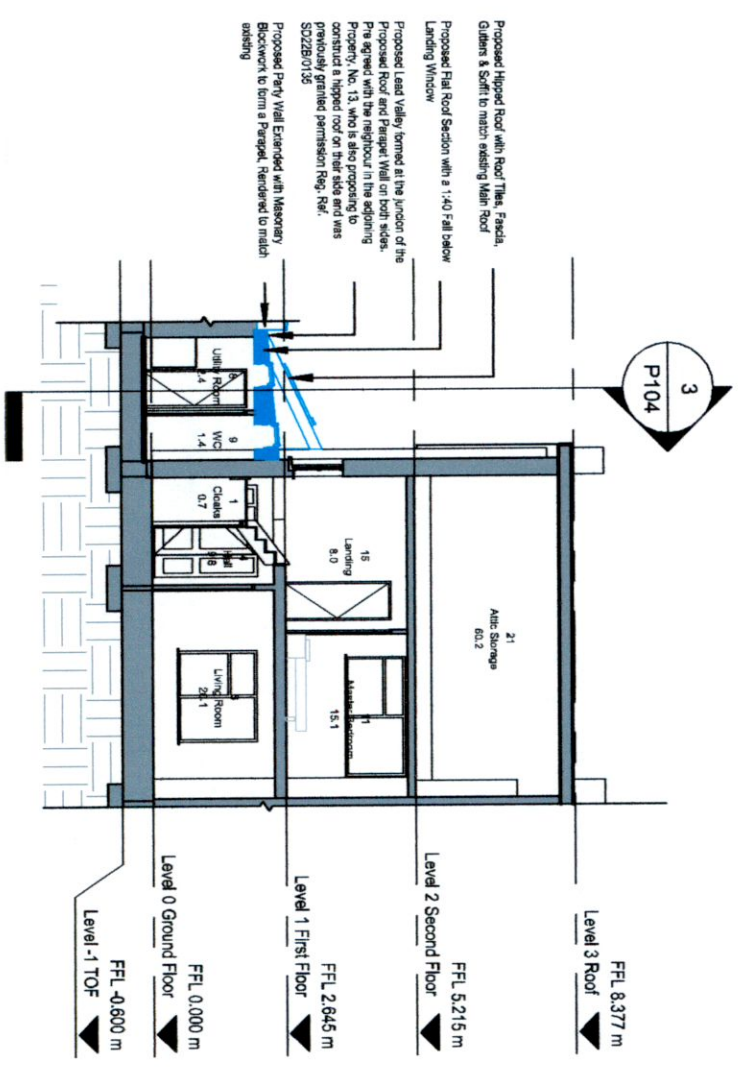 Proposed Hipped Roof with Roof Tiles, Fascia,
Gutters & Soffit to match existing Main Roof
Proposed Flat Roof Section with a 1:40 Fall below
Landing Window
Proposed Lead Valley formed at the junction of the
Proposed Roof and Parapet Wall on both sides.
Pre agreed with the neighbour in the adjoining
Property, No. 13, who is also proposing to
construct a hipped roof on their side and was
previously granted permission Reg. Ref.
SD22B/0136
Proposed Party Wall Extended with Masonary
Blockwork to form a Parapet, Rendered to match
existing
3
P104
21
Attic Storage
60.2
15
Landing
8.0
11
Master Bedroom
15.1
Utility Room
9
WC
1.4
1
Cloaks
0.7
Hall
9.8
Living Room
FFL 8.377 m
Level 3 Roof
FFL 5.215 m
Level 2 Second Floor
FFL 2.645 m
Level 1 First Floor
FFL 0.000 m
Level 0 Ground Floor
FFL -0.600 m
Level -1 TOF